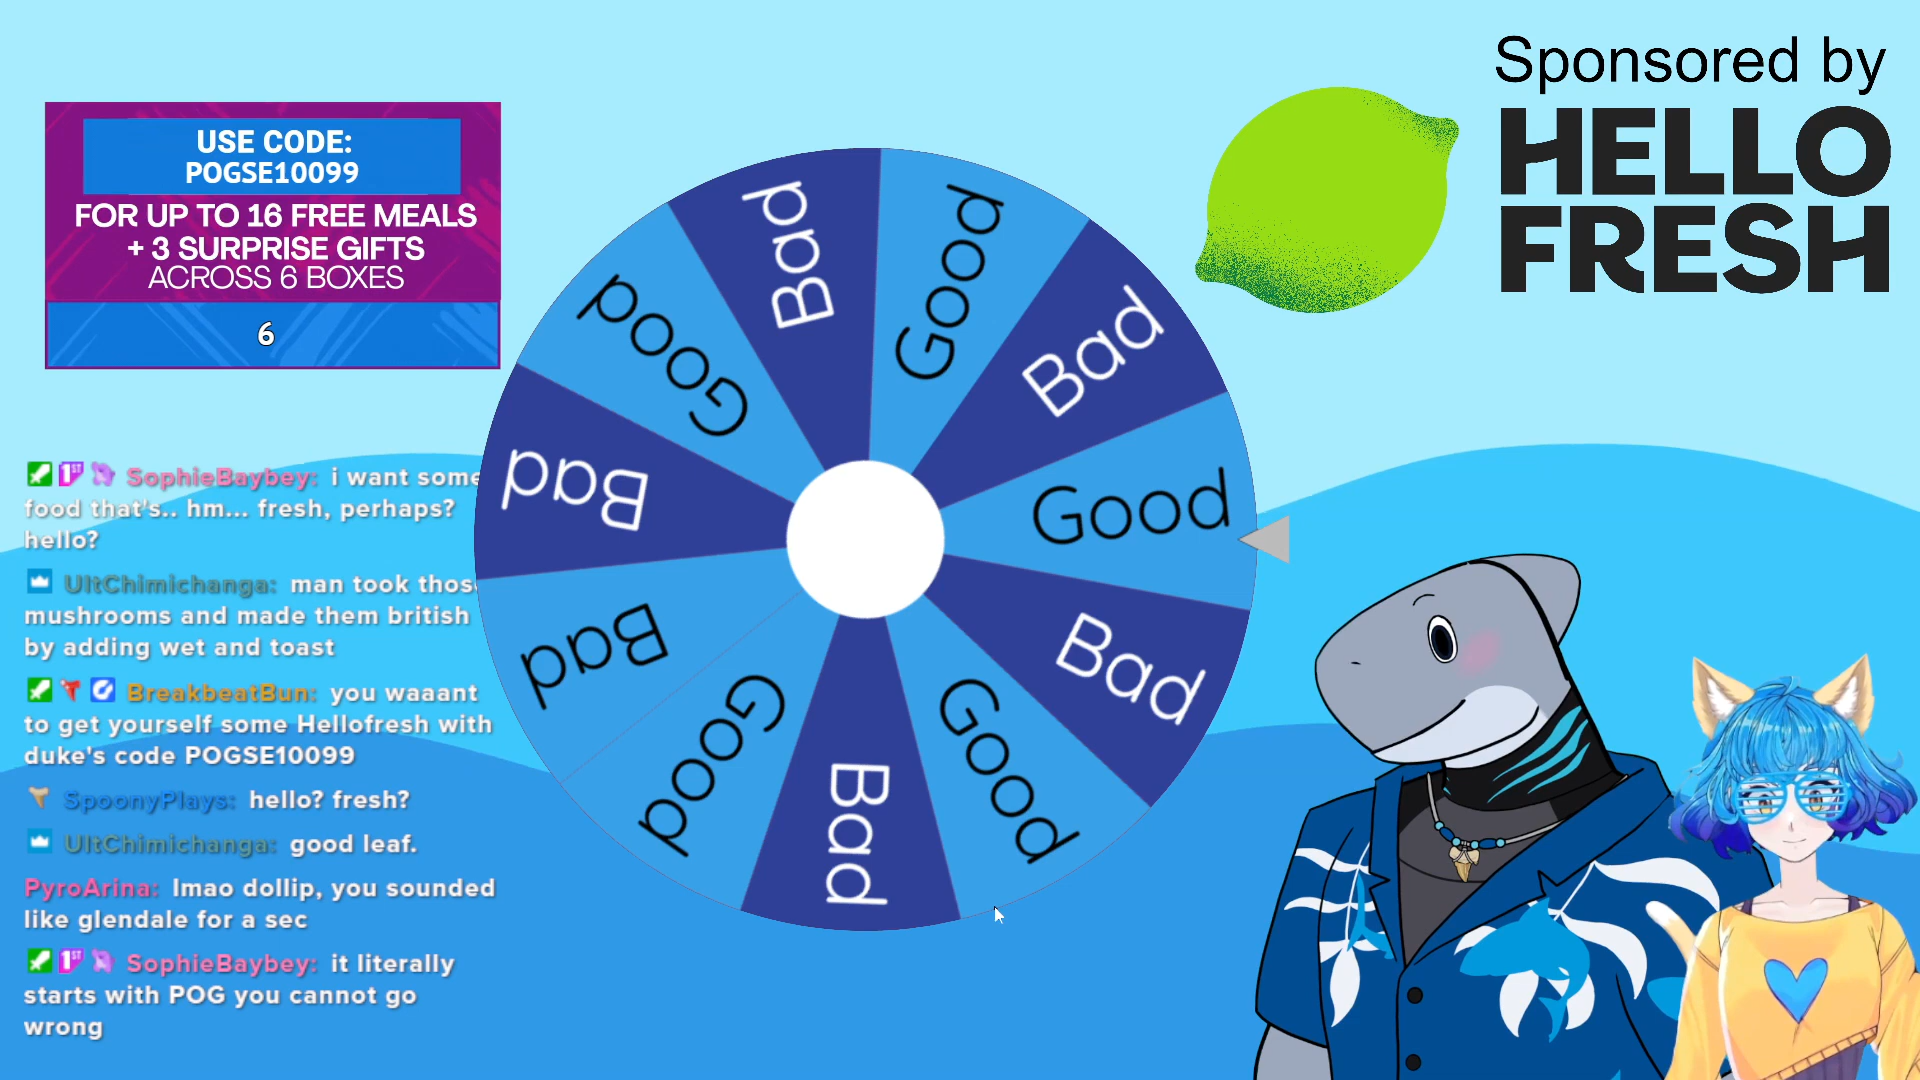 Sponsored by
HELLO
FRESH
USE CODE:
POGSE10099
FOR UP TO 16 FREE MEALS
+ 3 SURPRISE GIFTS
ACROSS 6 BOXES
6
Bad
Good
Bad
Good
Bad
Good
Bad
Good
Bad
Bad
Good
1ST SophieBaybey: i want some
food that's.. hm... fresh, perhaps?
hello?
UltChimichanga: man took thos
mushrooms and made them british
by adding wet and toast
BreakbeatBun: you waaant
to get yourself some Hellofresh with
duke's code POGSE10099
SpoonyPlays: hello? fresh?
UltChimichanga: good leaf.
PyroArina: lmao dollip, you sounded
like glendale for a sec
1ST SophieBaybey: it literally
starts with POG you cannot go
wrong